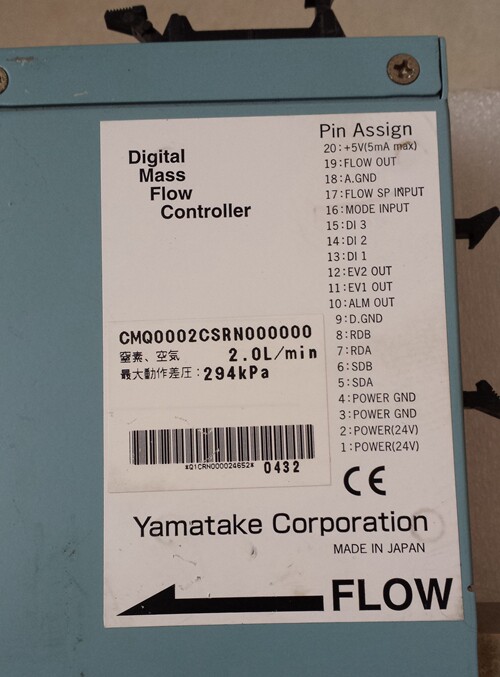 Digital
Mass
Flow
Controller
Pin Assign
20:+5V(5mA max)
19:FLOW OUT
18:A.GND
17:FLOW SP INPUT
16:MODE INPUT
15:DI 3
14:DI 2
13:DI 1
12:EV2 OUT
11:EV1 OUT
10:ALM OUT
9:D.GND
8:RDB
7:RDA
6:SDB
5:SDA
4:POWER GND
3:POWER GND
2:POWER(24V)
1:POWER(24V)
CMQ0002CSRN000000
窒素、空気 2.0L/min
最大動作差圧:294kPa
*Q1CRN000024652* 0432
CE
Yamatake Corporation
MADE IN JAPAN
FLOW